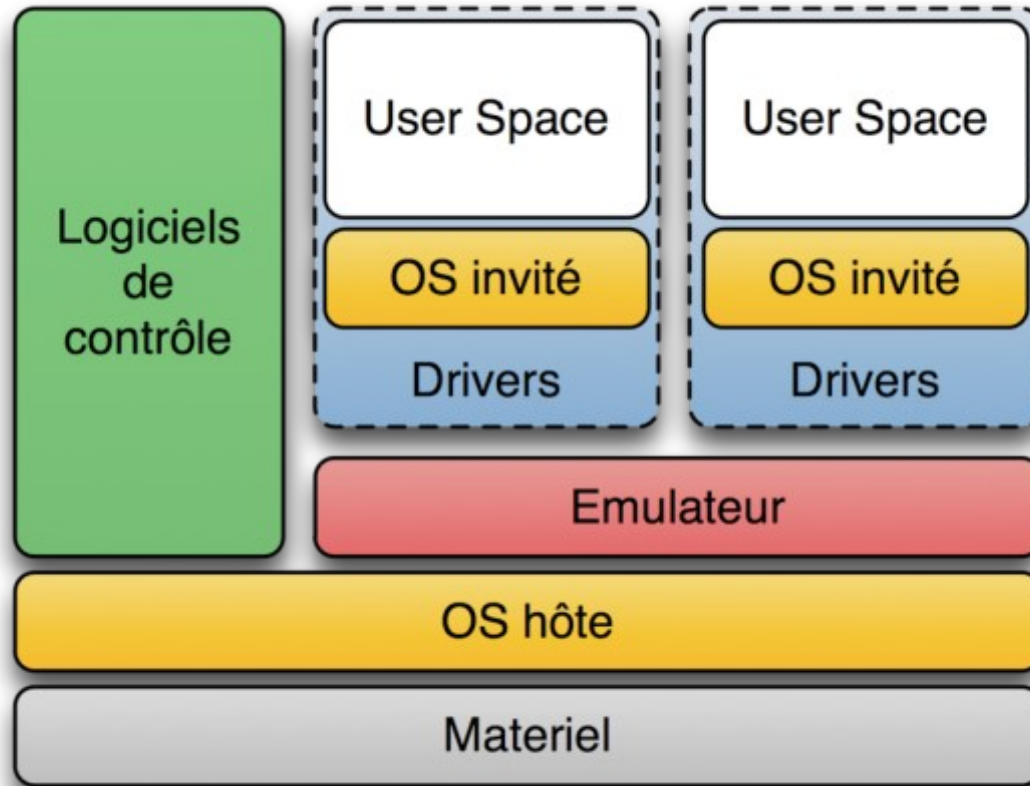 Logiciels
de
contrôle
User Space
OS invité
Drivers
User Space
OS invité
Drivers
Emulateur
OS hôte
Materiel